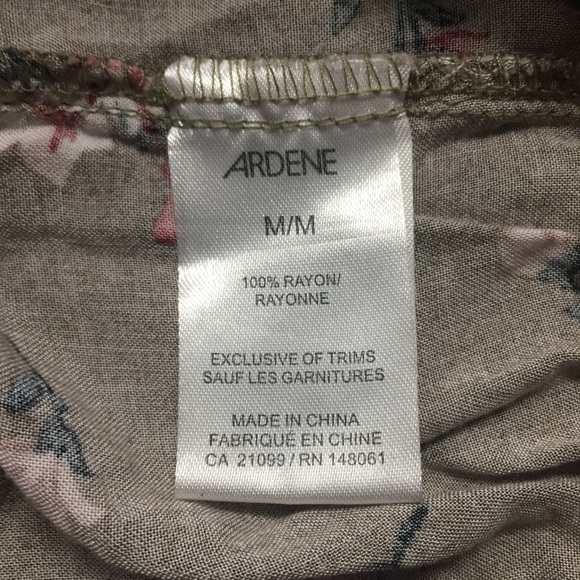 ARDENE
M/M
100% RAYON/
RAYONNE
EXCLUSIVE OF TRIMS
SAUF LES GARNITURES
MADE IN CHINA
FABRIQUÉ EN CHINE
CA 21099 / RN 148061